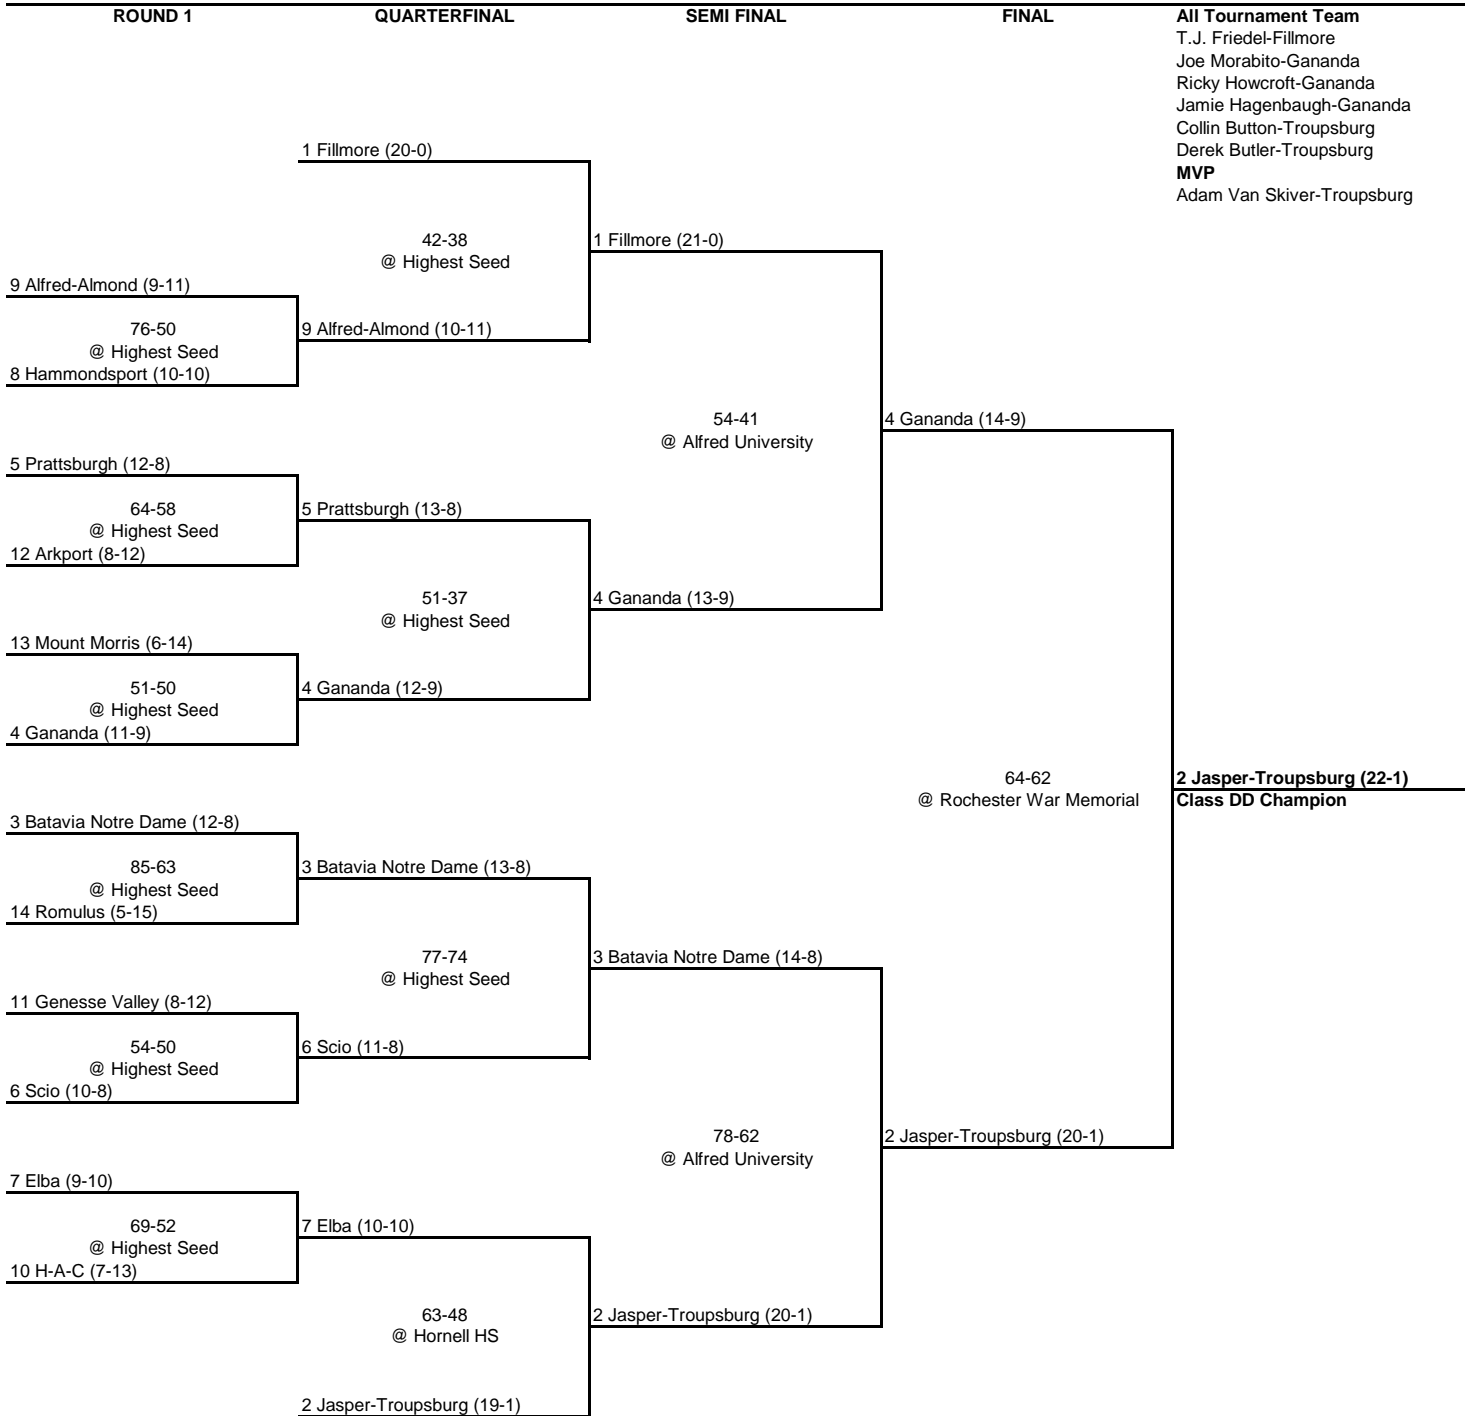 ROUND 1
QUARTERFINAL
SEMI FINAL
FINAL
All Tournament Team
T.J. Friedel-Fillmore
Joe Morabito-Gananda
Ricky Howcroft-Gananda
Jamie Hagenbaugh-Gananda
Collin Button-Troupsburg
Derek Butler-Troupsburg
MVP
Adam Van Skiver-Troupsburg
1 Fillmore (20-0)
42-38
@ Highest Seed
1 Fillmore (21-0)
9 Alfred-Almond (9-11)
76-50
@ Highest Seed
9 Alfred-Almond (10-11)
8 Hammondsport (10-10)
54-41
@ Alfred University
4 Gananda (14-9)
5 Prattsburgh (12-8)
64-58
@ Highest Seed
5 Prattsburgh (13-8)
12 Arkport (8-12)
51-37
@ Highest Seed
4 Gananda (13-9)
13 Mount Morris (6-14)
51-50
@ Highest Seed
4 Gananda (12-9)
4 Gananda (11-9)
64-62
@ Rochester War Memorial
2 Jasper-Troupsburg (22-1)
Class DD Champion
3 Batavia Notre Dame (12-8)
85-63
@ Highest Seed
3 Batavia Notre Dame (13-8)
14 Romulus (5-15)
77-74
@ Highest Seed
3 Batavia Notre Dame (14-8)
11 Genesse Valley (8-12)
54-50
@ Highest Seed
6 Scio (11-8)
6 Scio (10-8)
78-62
@ Alfred University
2 Jasper-Troupsburg (20-1)
7 Elba (9-10)
69-52
@ Highest Seed
7 Elba (10-10)
10 H-A-C (7-13)
63-48
@ Hornell HS
2 Jasper-Troupsburg (20-1)
2 Jasper-Troupsburg (19-1)